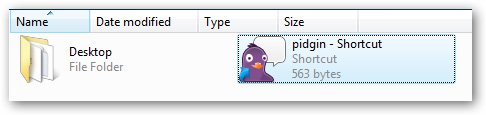 Name Date modified Type Size
Desktop
File Folder
pidgin - Shortcut
Shortcut
563 bytes